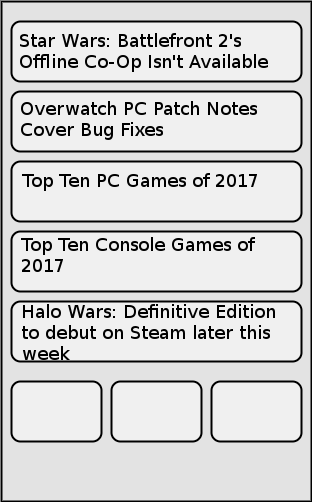 Star Wars: Battlefront 2's
Offline Co-Op Isn't Available
Overwatch PC Patch Notes
Cover Bug Fixes
Top Ten PC Games of 2017
Top Ten Console Games of
2017
Halo Wars: Definitive Edition
to debut on Steam later this
week